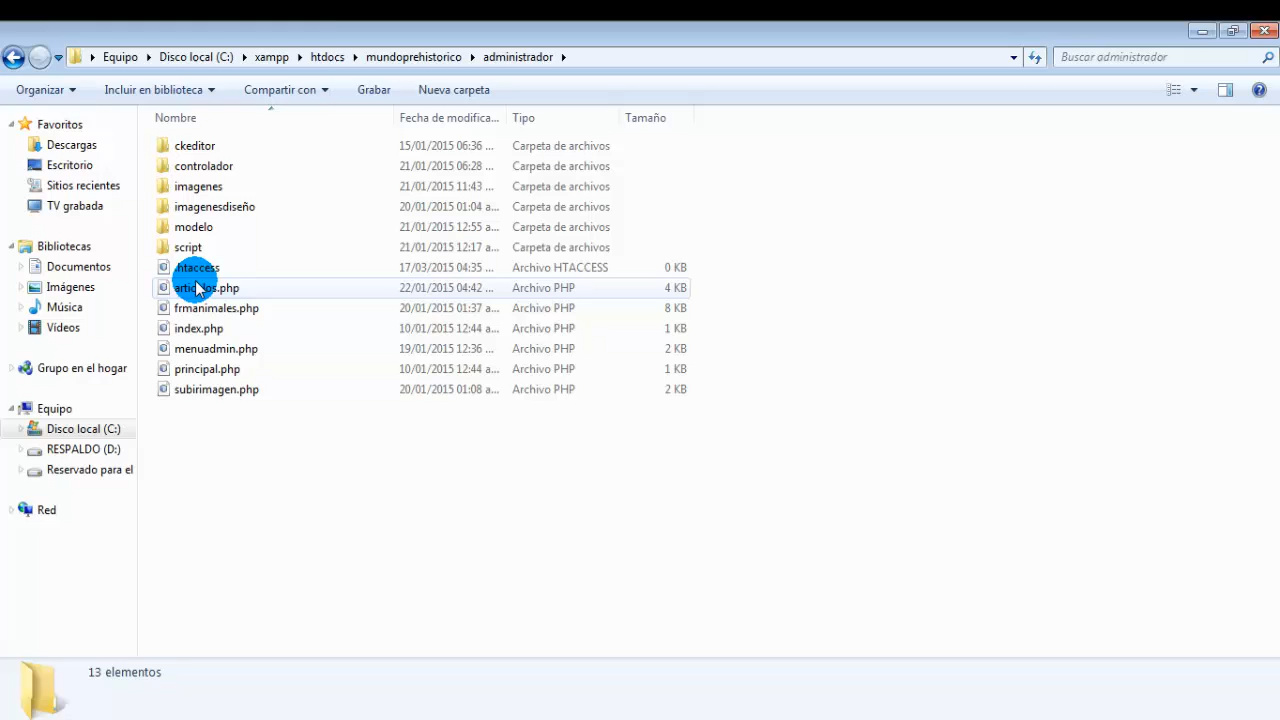 Equipo Disco local (C:) xampp htdocs mundoprehistorico administrador
Buscar administrador
Organizar Incluir en biblioteca Compartir con Grabar Nueva carpeta
Nombre Fecha de modifica... Tipo Tamaño
Favoritos
Descargas
Escritorio
Sitios recientes
TV grabada
Bibliotecas
Documentos
Imágenes
Música
Vídeos
Grupo en el hogar
Equipo
Disco local (C:)
RESPALDO (D:)
Reservado para el
Red
ckeditor 15/01/2015 06:36 ... Carpeta de archivos
controlador 21/01/2015 06:28 ... Carpeta de archivos
imagenes 21/01/2015 11:43 ... Carpeta de archivos
imagenesdiseño 20/01/2015 01:04 a... Carpeta de archivos
modelo 21/01/2015 12:55 a... Carpeta de archivos
script 21/01/2015 12:17 a... Carpeta de archivos
.htaccess 17/03/2015 04:35 ... Archivo HTACCESS 0 KB
articulos.php 22/01/2015 04:42 ... Archivo PHP 4 KB
frmanimales.php 20/01/2015 01:37 a... Archivo PHP 8 KB
index.php 10/01/2015 12:44 a... Archivo PHP 1 KB
menuadmin.php 19/01/2015 12:36 ... Archivo PHP 2 KB
principal.php 10/01/2015 12:44 a... Archivo PHP 1 KB
subirimagen.php 20/01/2015 01:08 a... Archivo PHP 2 KB
13 elementos